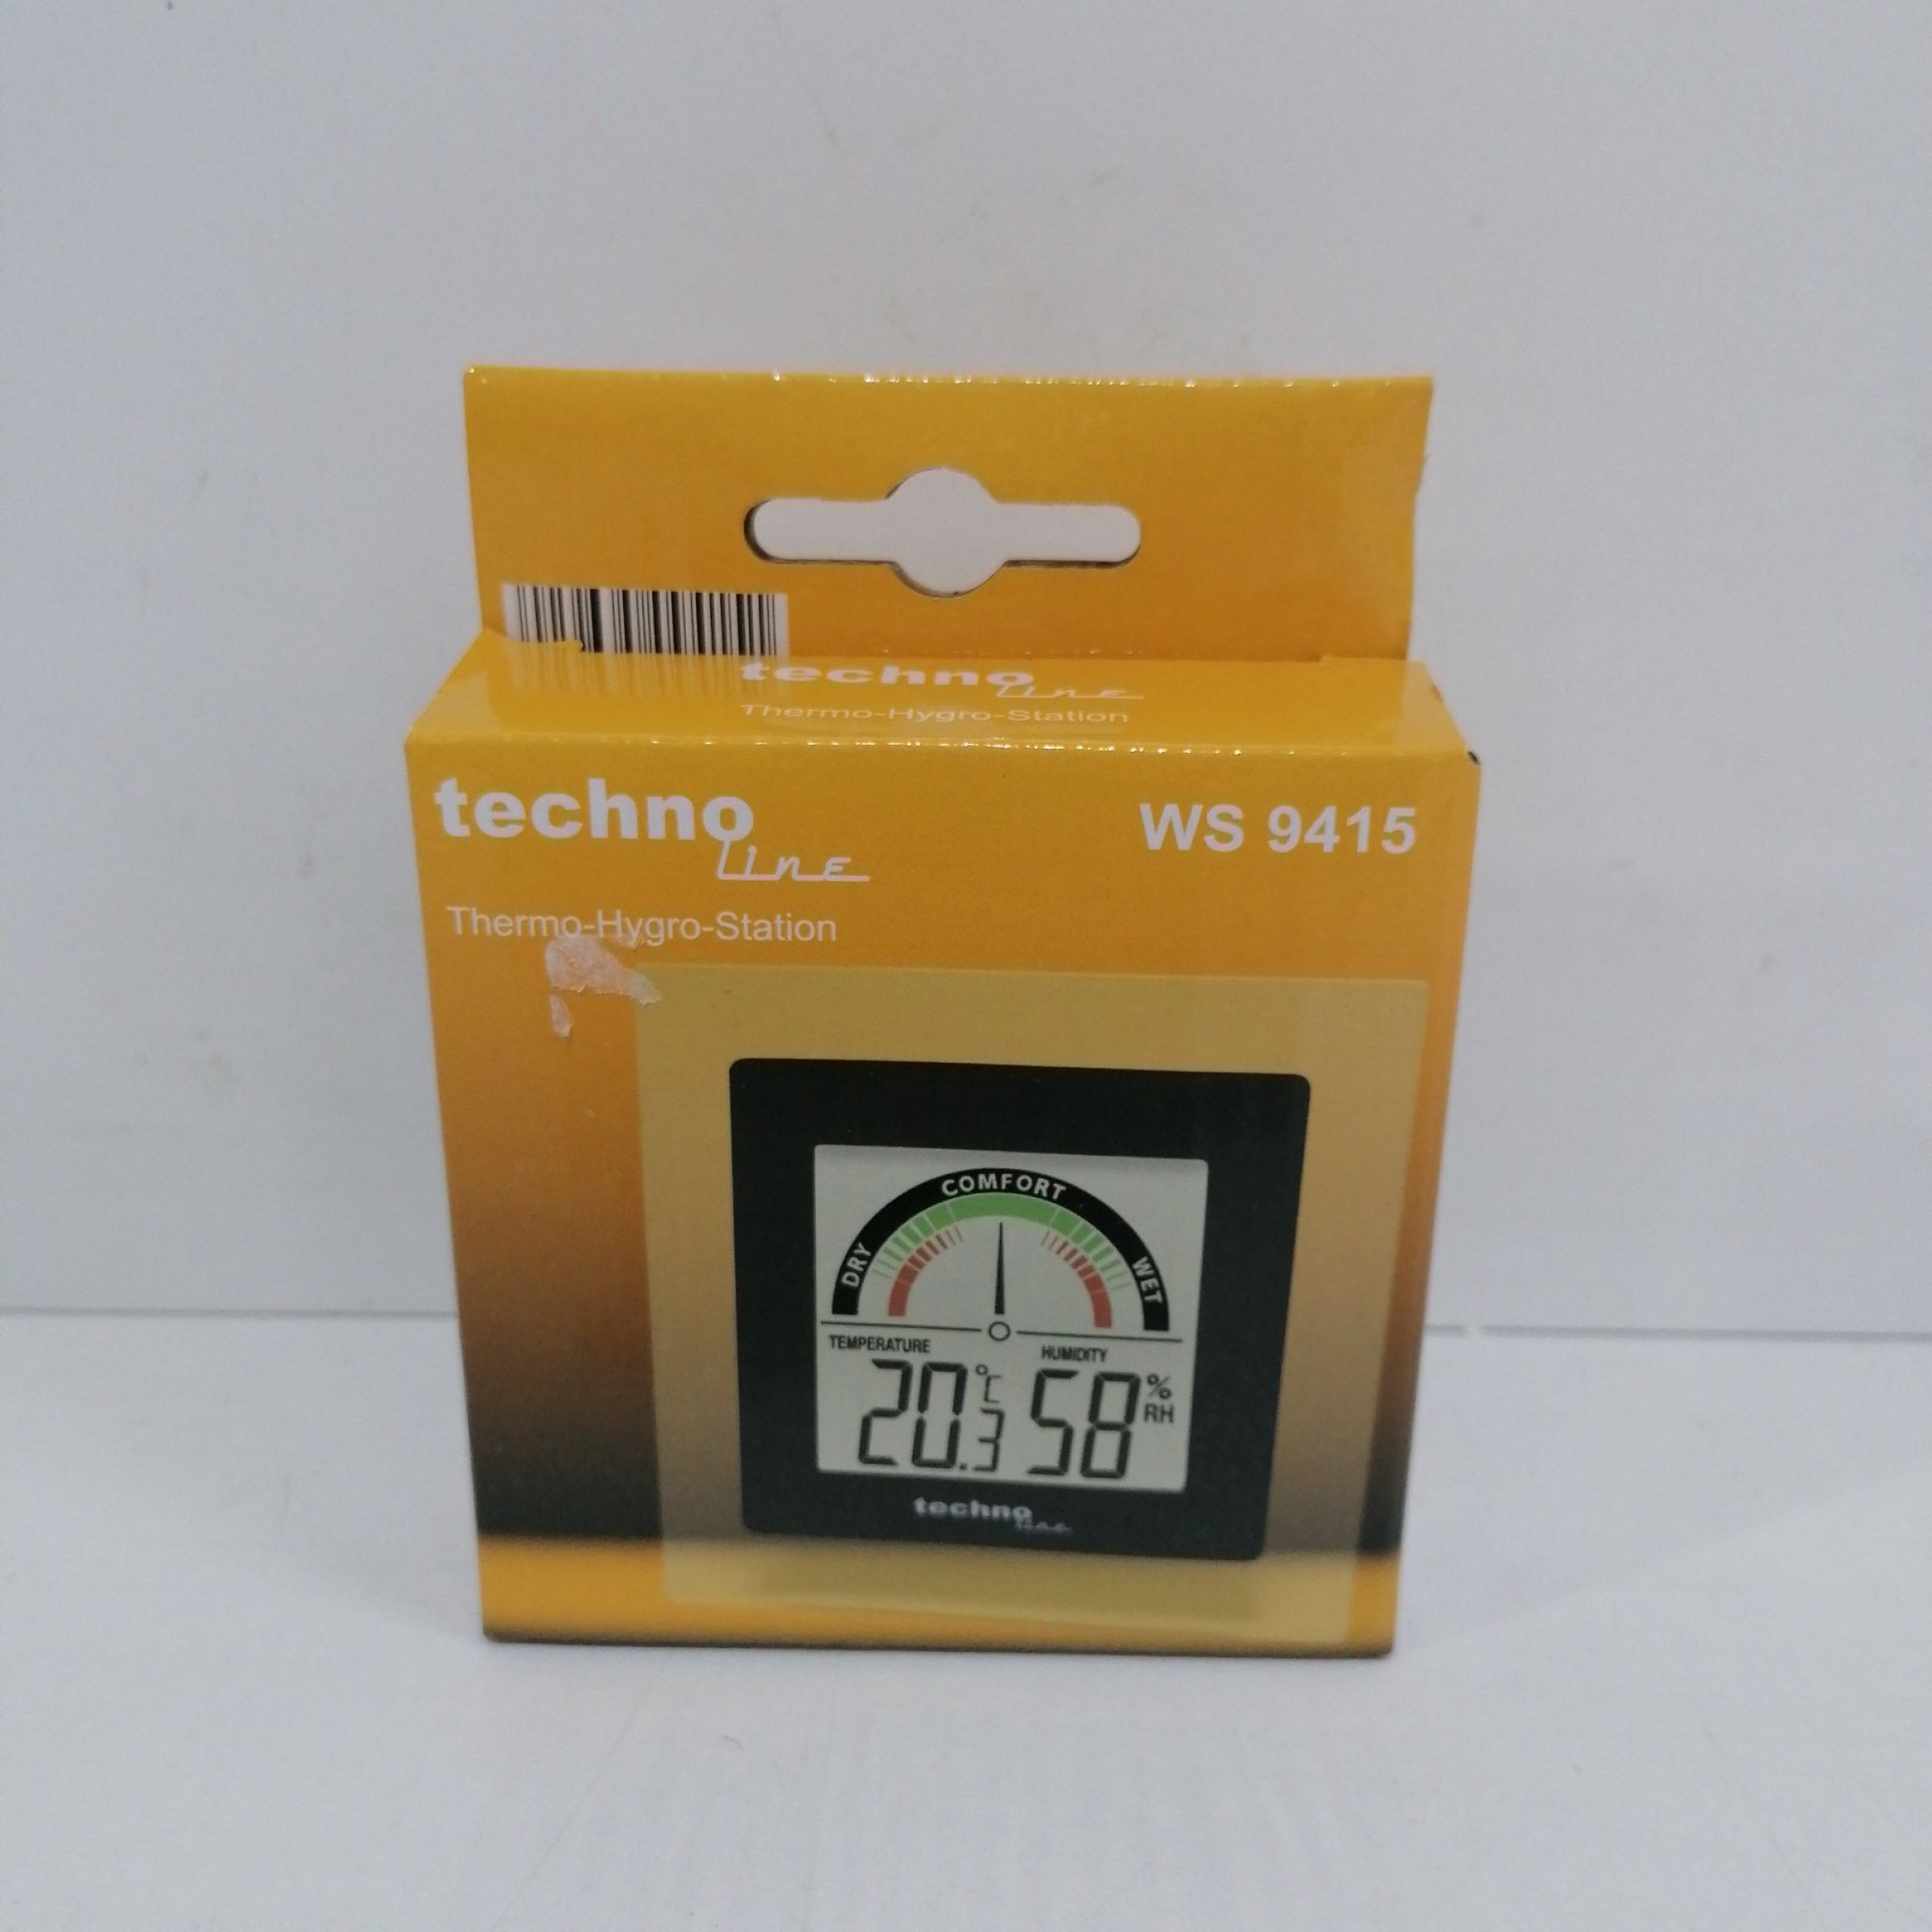 techno
line
Thermo-Hygro-Station
techno
line
WS 9415
Thermo-Hygro-Station
COMFORT
DRY
WET
TEMPERATURE
HUMIDITY
20.3 °C 58 % RH
techno
line